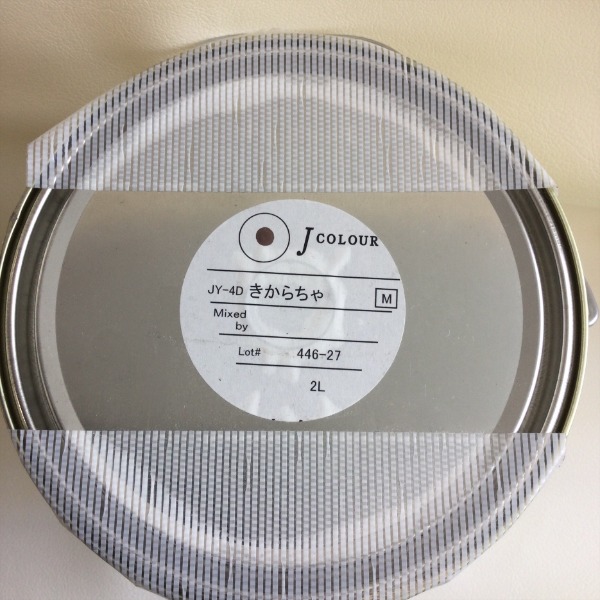 J COLOUR
JY-4D きからちゃ M
Mixed
by
Lot# 446-27
2L